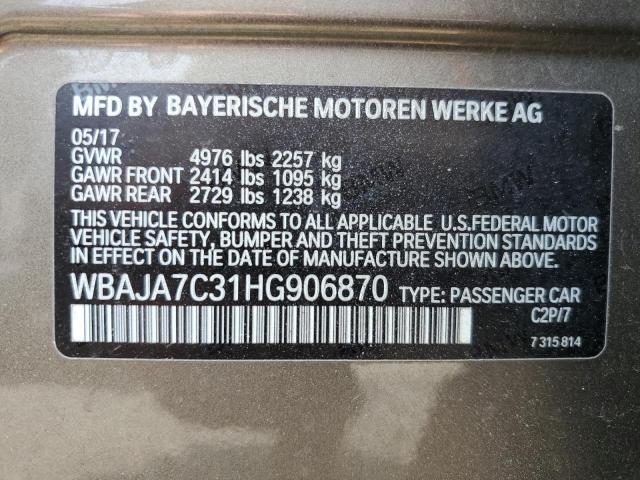 MFD BY BAYERISCHE MOTOREN WERKE AG
05/17
GVWR 4976 lbs 2257 kg
GAWR FRONT 2414 lbs 1095 kg
GAWR REAR 2729 lbs 1238 kg
THIS VEHICLE CONFORMS TO ALL APPLICABLE U.S.FEDERAL MOTOR
VEHICLE SAFETY, BUMPER AND THEFT PREVENTION STANDARDS
IN EFFECT ON THE DATE OF MANUFACTURE SHOWN ABOVE.
WBAJA7C31HG906870 TYPE: PASSENGER CAR
C2P/7
7 315 814